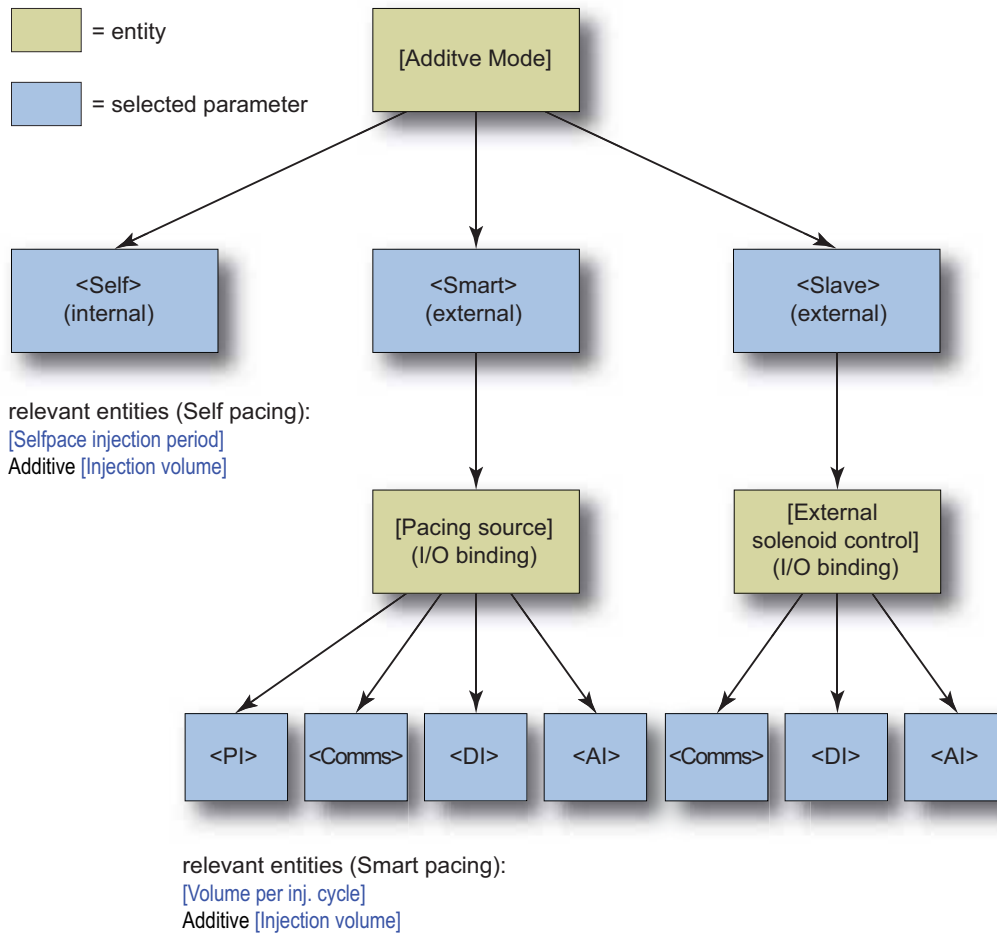 = entity
= selected parameter
[Additve Mode]
<Self>
(internal)
<Smart>
(external)
<Slave>
(external)
relevant entities (Self pacing):
[Selfpace injection period]
Additive [Injection volume]
[Pacing source]
(I/O binding)
[External
solenoid control]
(I/O binding)
<PI>
<Comms>
<DI>
<AI>
<Comms>
<DI>
<AI>
relevant entities (Smart pacing):
[Volume per inj. cycle]
Additive [Injection volume]